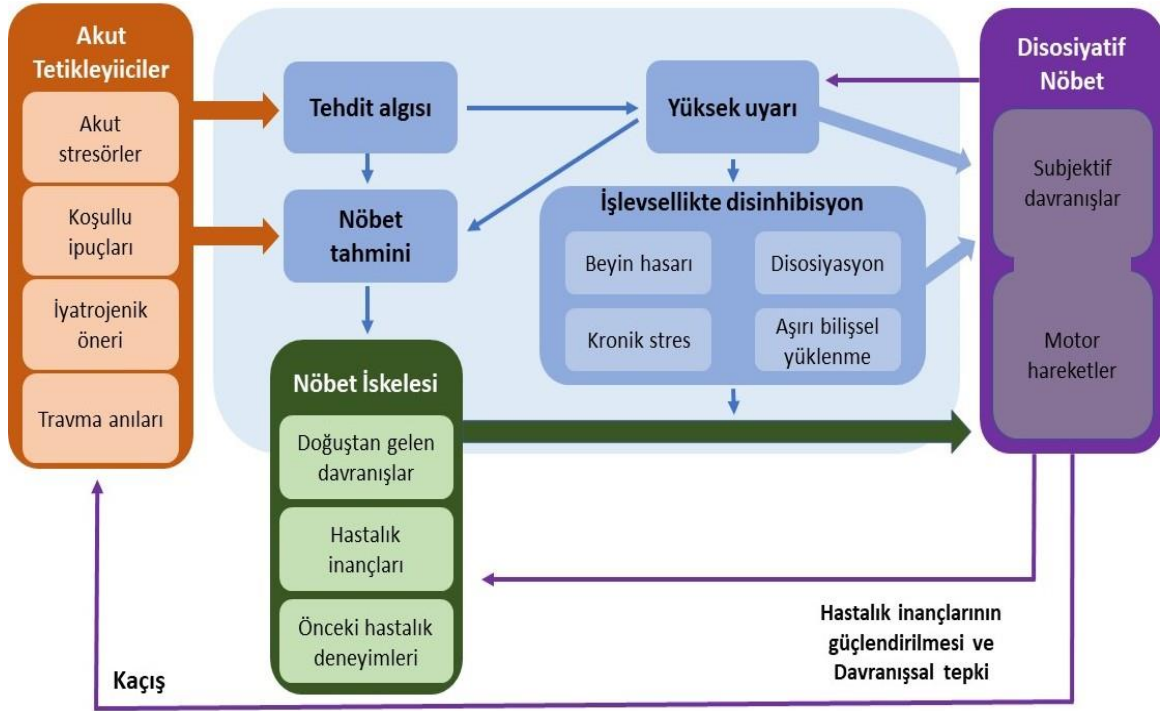 Akut
Tetikleyiiciler
Akut
stresörler
Koşullu
ipuçları
İyatrojenik
öneri
Travma anıları
Tehdit algısı
Nöbet
tahmini
Yüksek uyarı
İşlevsellikte disinhibisyon
Beyin hasarı
Disosiyasyon
Kronik stres
Aşırı bilişsel
yüklenme
Nöbet İskelesi
Doğuştan gelen
davranışlar
Hastalık
inançları
Önceki hastalık
deneyimleri
Disosiyatif
Nöbet
Subjektif
davranışlar
Motor
hareketler
Hastalık inançlarının
güçlendirilmesi ve
Davranışsal tepki
Kaçış